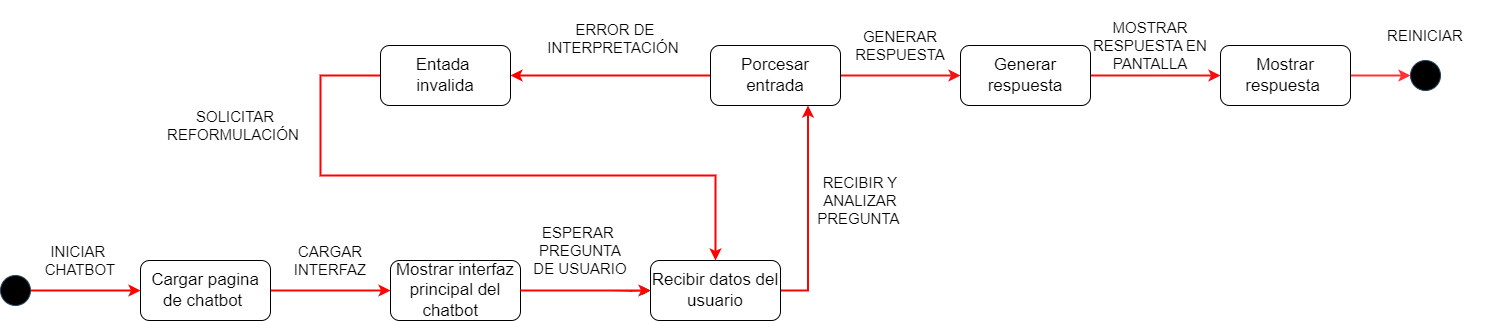 ERROR DE
INTERPRETACIÓN
GENERAR
RESPUESTA
MOSTRAR
RESPUESTA EN
PANTALLA
REINICIAR
Entada
invalida
Porcesar
entrada
Generar
respuesta
Mostrar
respuesta
SOLICITAR
REFORMULACIÓN
RECIBIR Y
ANALIZAR
PREGUNTA
INICIAR
CHATBOT
CARGAR
INTERFAZ
ESPERAR
PREGUNTA
DE USUARIO
Cargar pagina
de chatbot
Mostrar interfaz
principal del
chatbot
Recibir datos del
usuario